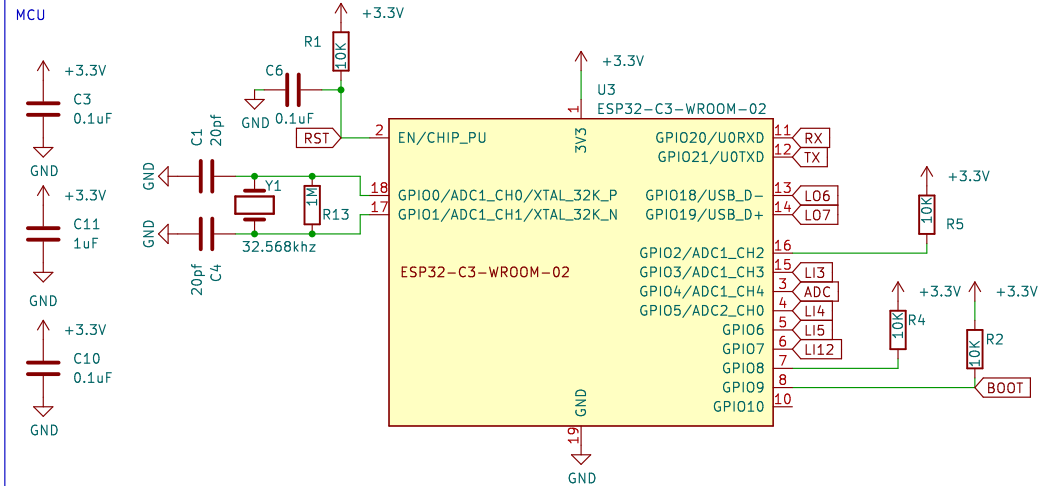 MCU
+3.3V
R1
10K
+3.3V
C3
0.1uF
GND
C6
0.1uF
GND
RST
+3.3V
U3
ESP32-C3-WROOM-02
1
3V3
2
EN/CHIP_PU
GPIO20/U0RXD
11
RX
GPIO21/U0TXD
12
TX
C1
20pf
GND
Y1
1M
R13
32.568khz
18
GPIO0/ADC1_CH0/XTAL_32K_P
17
GPIO1/ADC1_CH1/XTAL_32K_N
GPIO18/USB_D-
13
LO6
GPIO19/USB_D+
14
LO7
+3.3V
10K
R5
+3.3V
C11
1uF
GND
GND
20pf
C4
ESP32-C3-WROOM-02
GPIO2/ADC1_CH2
16
GPIO3/ADC1_CH3
15
LI3
GPIO4/ADC1_CH4
3
ADC
GPIO5/ADC2_CH0
4
LI4
GPIO6
5
LI5
GPIO7
6
LI12
GPIO8
7
GPIO9
8
BOOT
GPIO10
10
+3.3V
10K
R4
+3.3V
10K
R2
+3.3V
C10
0.1uF
GND
GND
19
GND